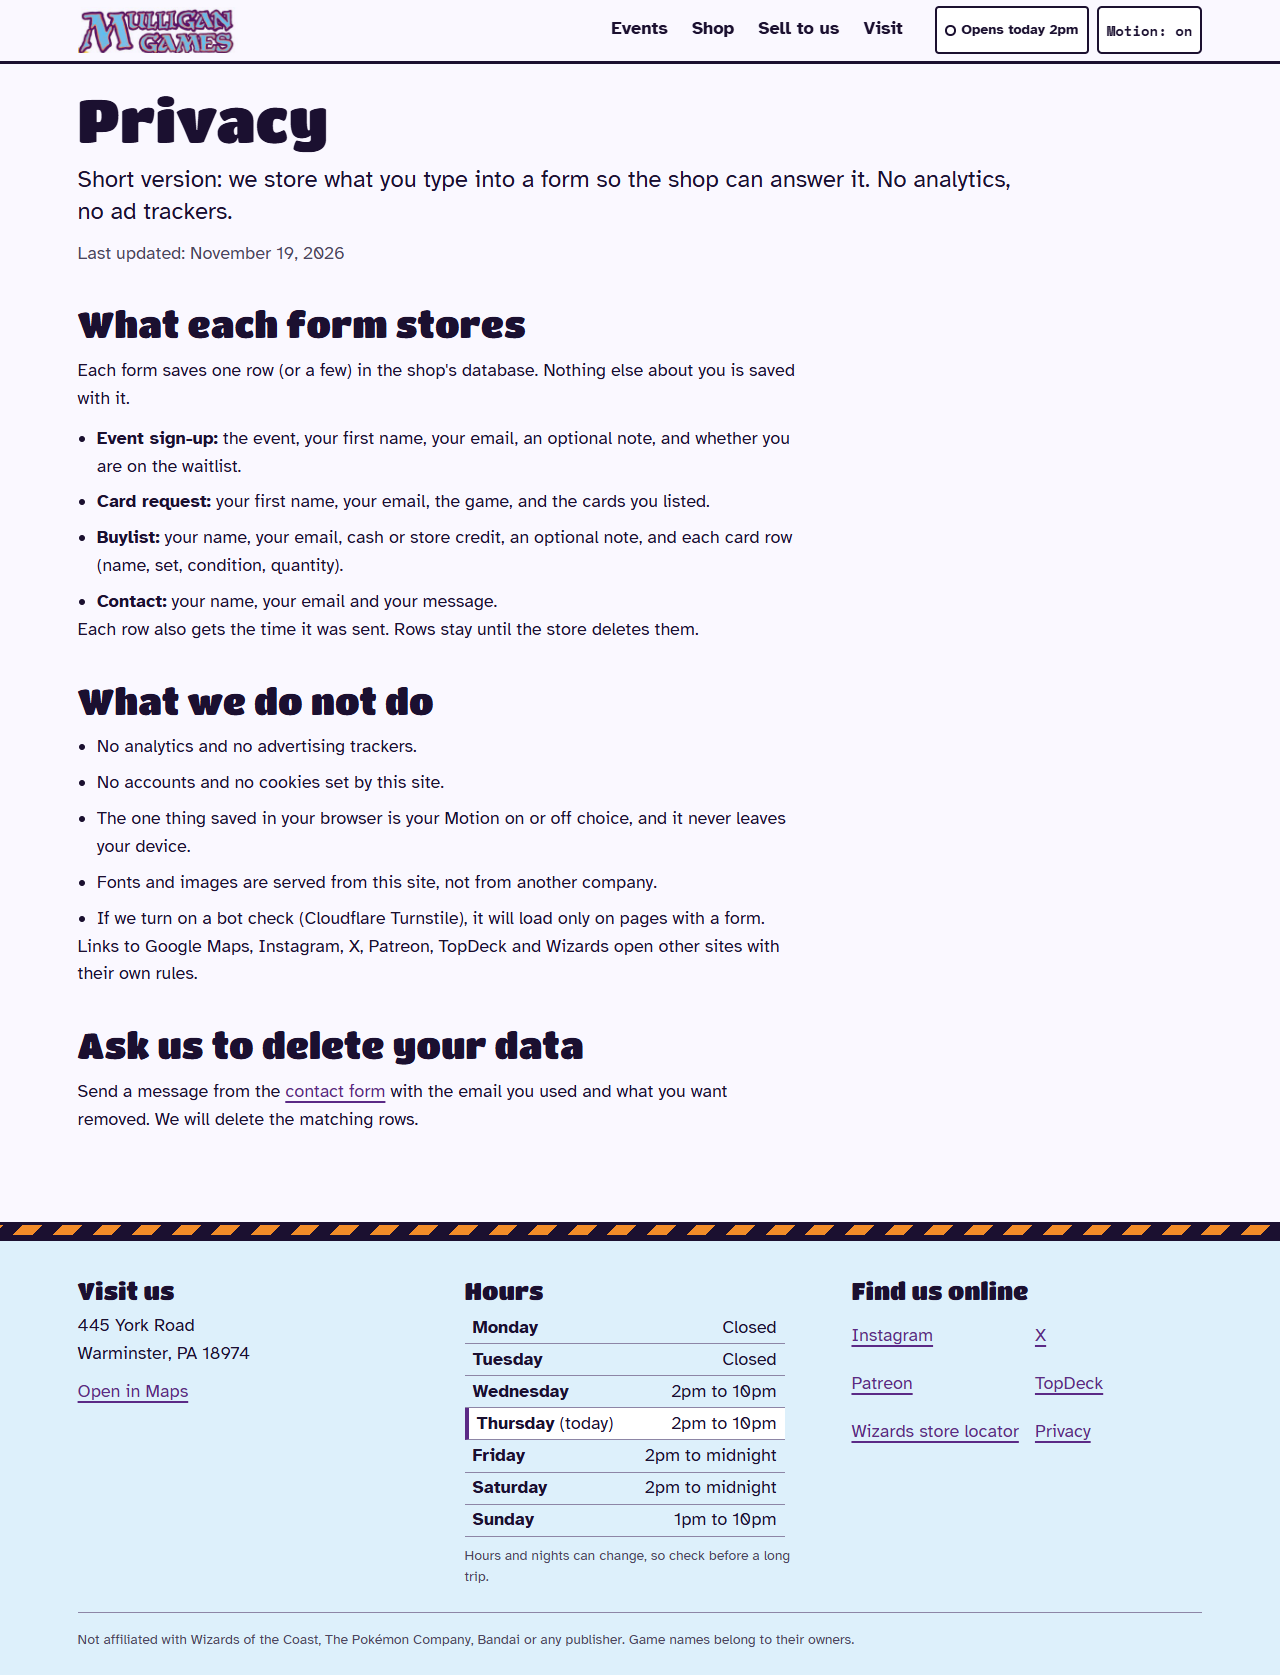 MULLIGAN GAMES
Events Shop Sell to us Visit Opens today 2pm Motion: on
Privacy
Short version: we store what you type into a form so the shop can answer it. No analytics,
no ad trackers.
Last updated: November 19, 2026
What each form stores
Each form saves one row (or a few) in the shop's database. Nothing else about you is saved
with it.
• Event sign-up: the event, your first name, your email, an optional note, and whether you
are on the waitlist.
• Card request: your first name, your email, the game, and the cards you listed.
• Buylist: your name, your email, cash or store credit, an optional note, and each card row
(name, set, condition, quantity).
• Contact: your name, your email and your message.
Each row also gets the time it was sent. Rows stay until the store deletes them.
What we do not do
• No analytics and no advertising trackers.
• No accounts and no cookies set by this site.
• The one thing saved in your browser is your Motion on or off choice, and it never leaves
your device.
• Fonts and images are served from this site, not from another company.
• If we turn on a bot check (Cloudflare Turnstile), it will load only on pages with a form.
Links to Google Maps, Instagram, X, Patreon, TopDeck and Wizards open other sites with
their own rules.
Ask us to delete your data
Send a message from the contact form with the email you used and what you want
removed. We will delete the matching rows.
Visit us
445 York Road
Warminster, PA 18974
Open in Maps
Hours
Monday Closed
Tuesday Closed
Wednesday 2pm to 10pm
Thursday (today) 2pm to 10pm
Friday 2pm to midnight
Saturday 2pm to midnight
Sunday 1pm to 10pm
Hours and nights can change, so check before a long
trip.
Find us online
Instagram X
Patreon TopDeck
Wizards store locator Privacy
Not affiliated with Wizards of the Coast, The Pokémon Company, Bandai or any publisher. Game names belong to their owners.